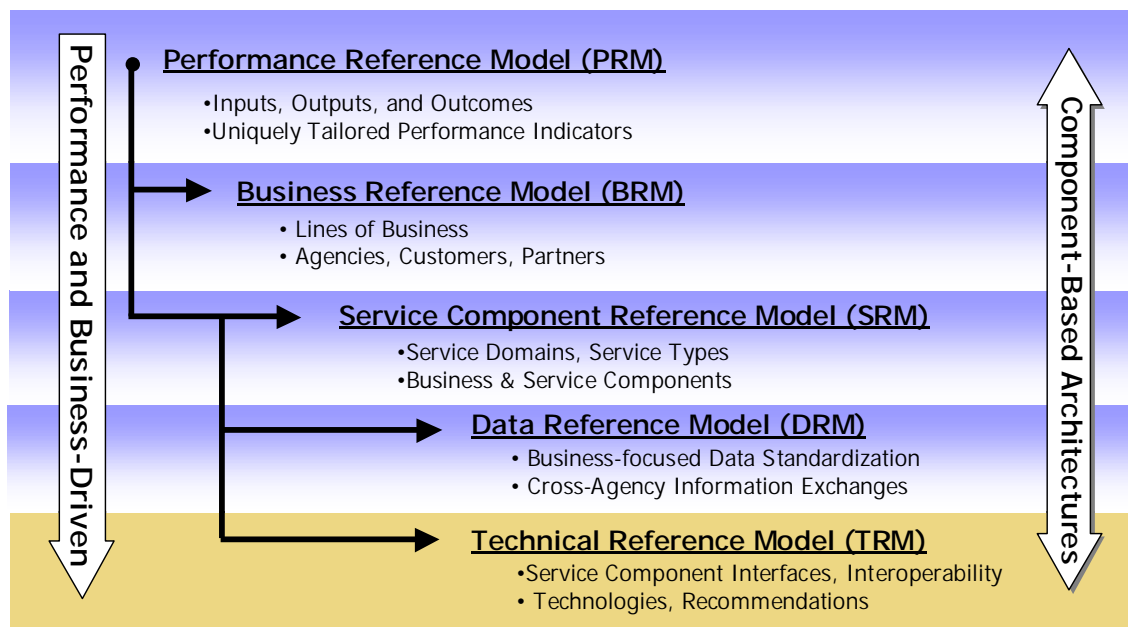 Performance and Business-Driven
Performance Reference Model (PRM)
•Inputs, Outputs, and Outcomes
•Uniquely Tailored Performance Indicators
Business Reference Model (BRM)
• Lines of Business
• Agencies, Customers, Partners
Service Component Reference Model (SRM)
•Service Domains, Service Types
•Business & Service Components
Data Reference Model (DRM)
• Business-focused Data Standardization
• Cross-Agency Information Exchanges
Technical Reference Model (TRM)
•Service Component Interfaces, Interoperability
• Technologies, Recommendations
Component-Based Architectures